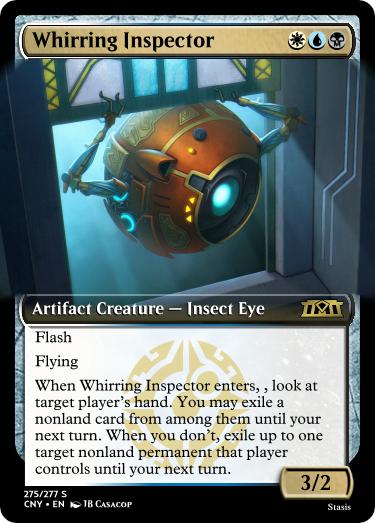 Whirring Inspector
Artifact Creature — Insect Eye
Flash
Flying
When Whirring Inspector enters, , look at
target player's hand. You may exile a
nonland card from among them until your
next turn. When you don't, exile up to one
target nonland permanent that player
controls until your next turn.
3/2
275/277 S
CNY • EN JB Casacop
Stasis